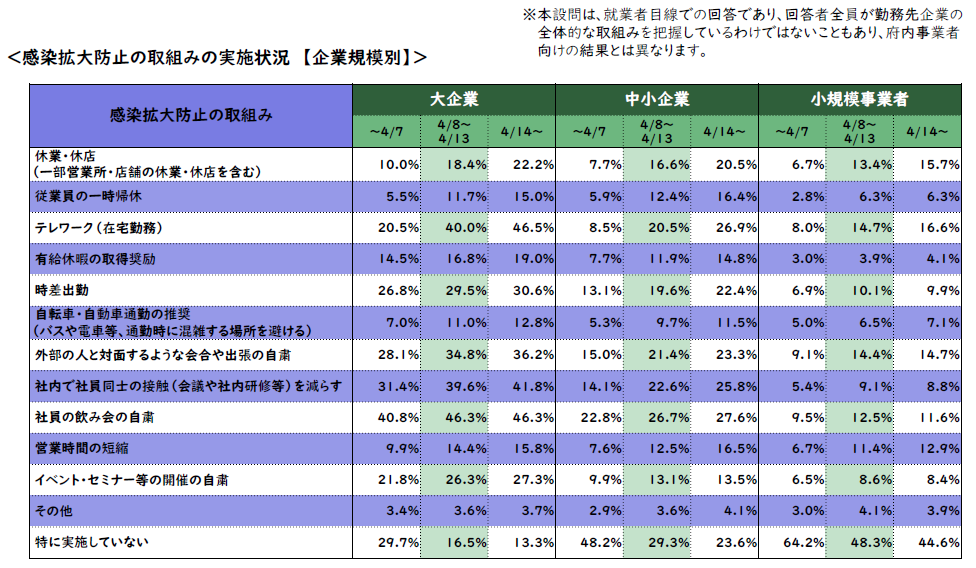 ※本設問は、就業者目線での回答であり、回答者全員が勤務先企業の
全体的な取組みを把握しているわけではないこともあり、府内事業者
向けの結果とは異なります。
＜感染拡大防止の取組みの実施状況 【企業規模別】＞
感染拡大防止の取組み 大企業 中小企業 小規模事業者
～4/7 4/8～4/13 4/14～ ～4/7 4/8～4/13 4/14～ ～4/7 4/8～4/13 4/14～
休業・休店
（一部営業所・店舗の休業・休店を含む） 10.0% 18.4% 22.2% 7.7% 16.6% 20.5% 6.7% 13.4% 15.7%
従業員の一時帰休 5.5% 11.7% 15.0% 5.9% 12.4% 16.4% 2.8% 6.3% 6.3%
テレワーク（在宅勤務） 20.5% 40.0% 46.5% 8.5% 20.5% 26.9% 8.0% 14.7% 16.6%
有給休暇の取得奨励 14.5% 16.8% 19.0% 7.7% 11.9% 14.8% 3.0% 3.9% 4.1%
時差出勤 26.8% 29.5% 30.6% 13.1% 19.6% 22.4% 6.9% 10.1% 9.9%
自転車・自動車通勤の推奨
（バスや電車等、通勤時に混雑する場所を避ける） 7.0% 11.0% 12.8% 5.3% 9.7% 11.5% 5.0% 6.5% 7.1%
外部の人と対面するような会合や出張の自粛 28.1% 34.8% 36.2% 15.0% 21.4% 23.3% 9.1% 14.4% 14.7%
社内で社員同士の接触（会議や社内研修等）を減らす 31.4% 39.6% 41.8% 14.1% 22.6% 25.8% 5.4% 9.1% 8.8%
社員の飲み会の自粛 40.8% 46.3% 46.3% 22.8% 26.7% 27.6% 9.5% 12.5% 11.6%
営業時間の短縮 9.9% 14.4% 15.8% 7.6% 12.5% 16.5% 6.7% 11.4% 12.9%
イベント・セミナー等の開催の自粛 21.8% 26.3% 27.3% 9.9% 13.1% 13.5% 6.5% 8.6% 8.4%
その他 3.4% 3.6% 3.7% 2.9% 3.6% 4.1% 3.0% 4.1% 3.9%
特に実施していない 29.7% 16.5% 13.3% 48.2% 29.3% 23.6% 64.2% 48.3% 44.6%